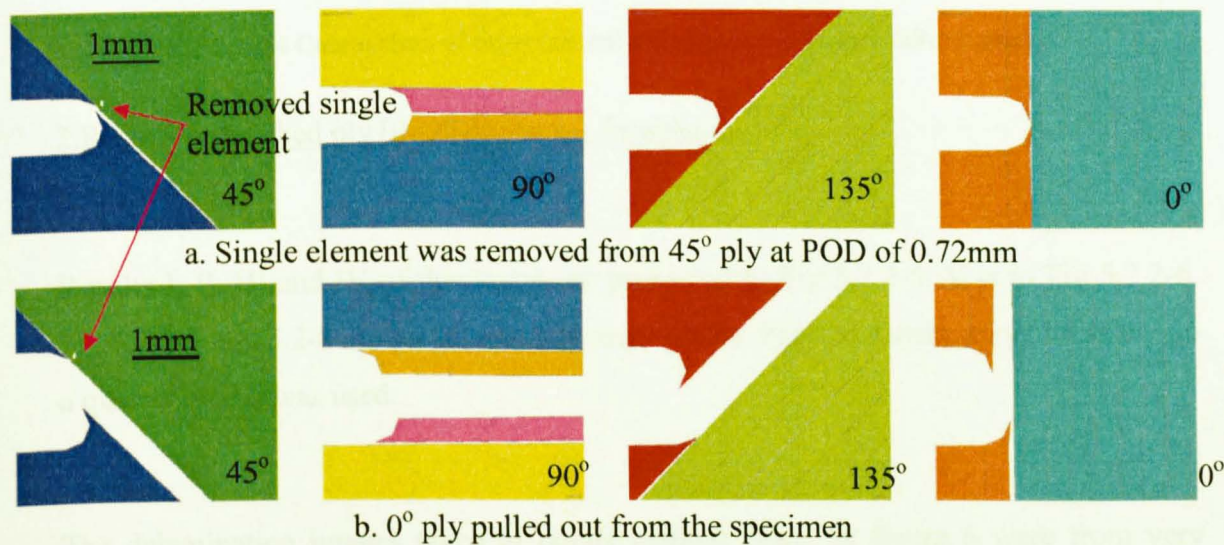 1mm
Removed single
element
45°
90°
135°
0°
a. Single element was removed from 45° ply at POD of 0.72mm
1mm
45°
90°
135°
0°
b. 0° ply pulled out from the specimen